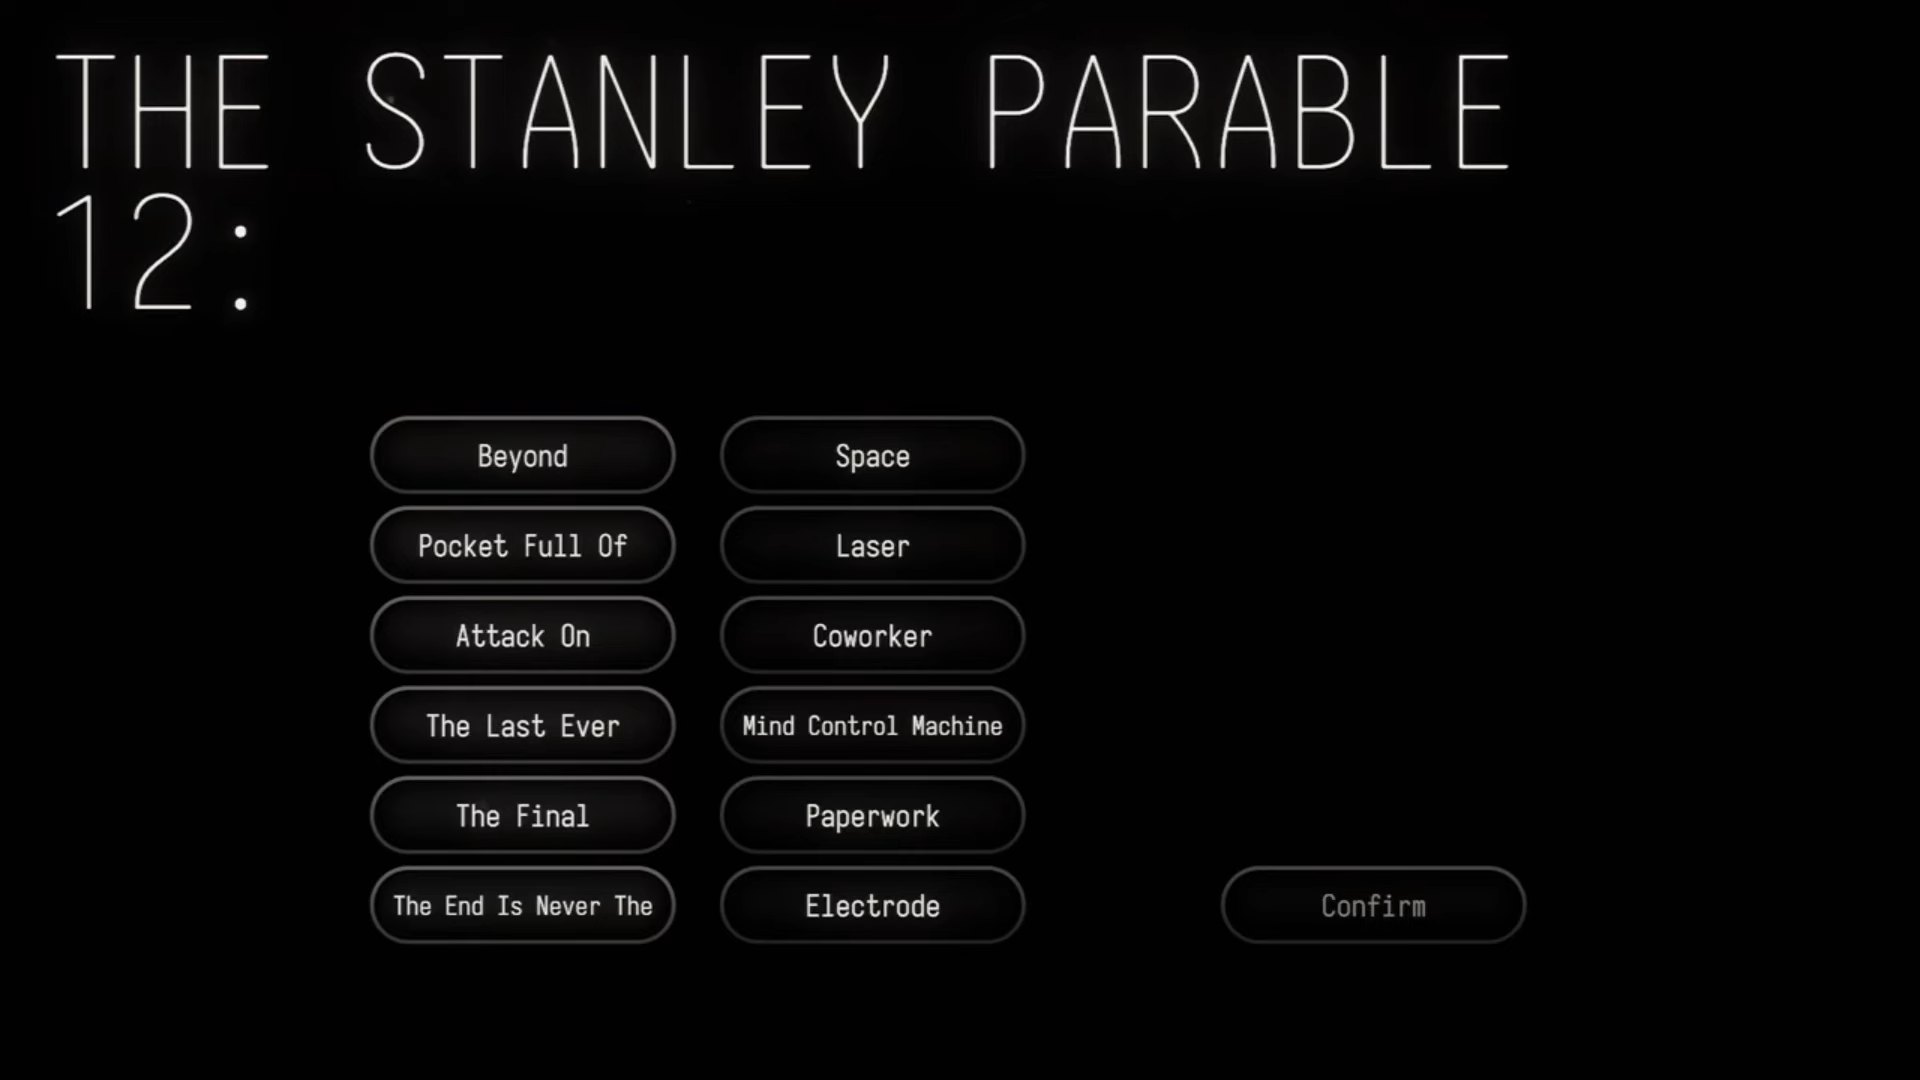 THE STANLEY PARABLE
12:
Beyond
Space
Pocket Full Of
Laser
Attack On
Coworker
The Last Ever
Mind Control Machine
The Final
Paperwork
The End Is Never The
Electrode
Confirm